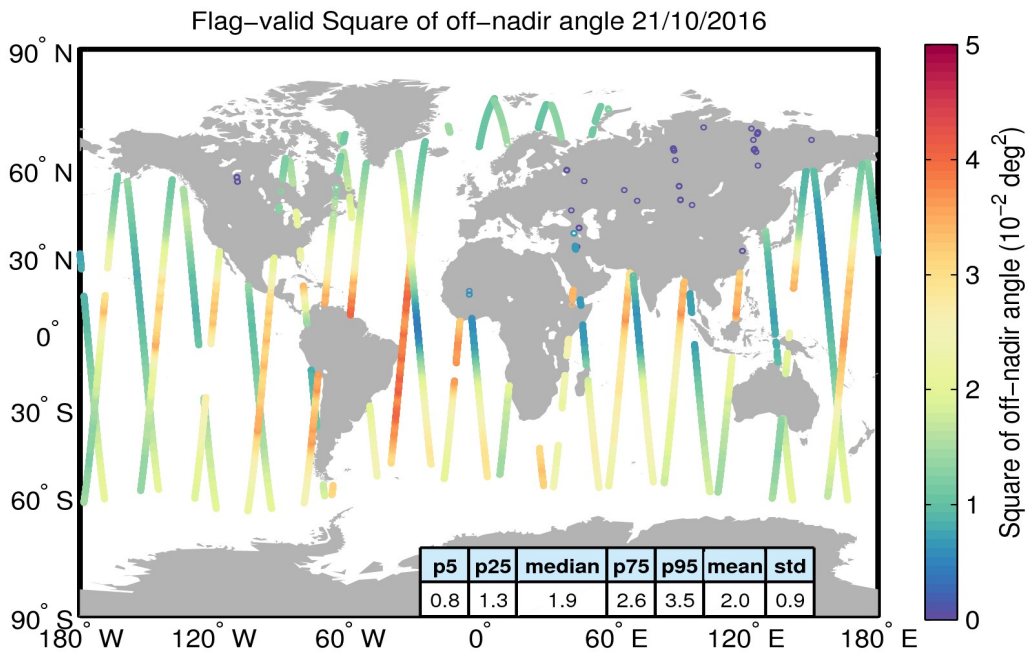 Flag−valid Square of off−nadir angle 21/10/2016
90° N
60° N
30° N
0°
30° S
60° S
90° S
180° W
120° W
60° W
0°
60° E
120° E
180° E
p5 p25 median p75 p95 mean std
0.8 1.3 1.9 2.6 3.5 2.0 0.9
5
4
3
2
1
0
Square of off−nadir angle (10⁻² deg²)